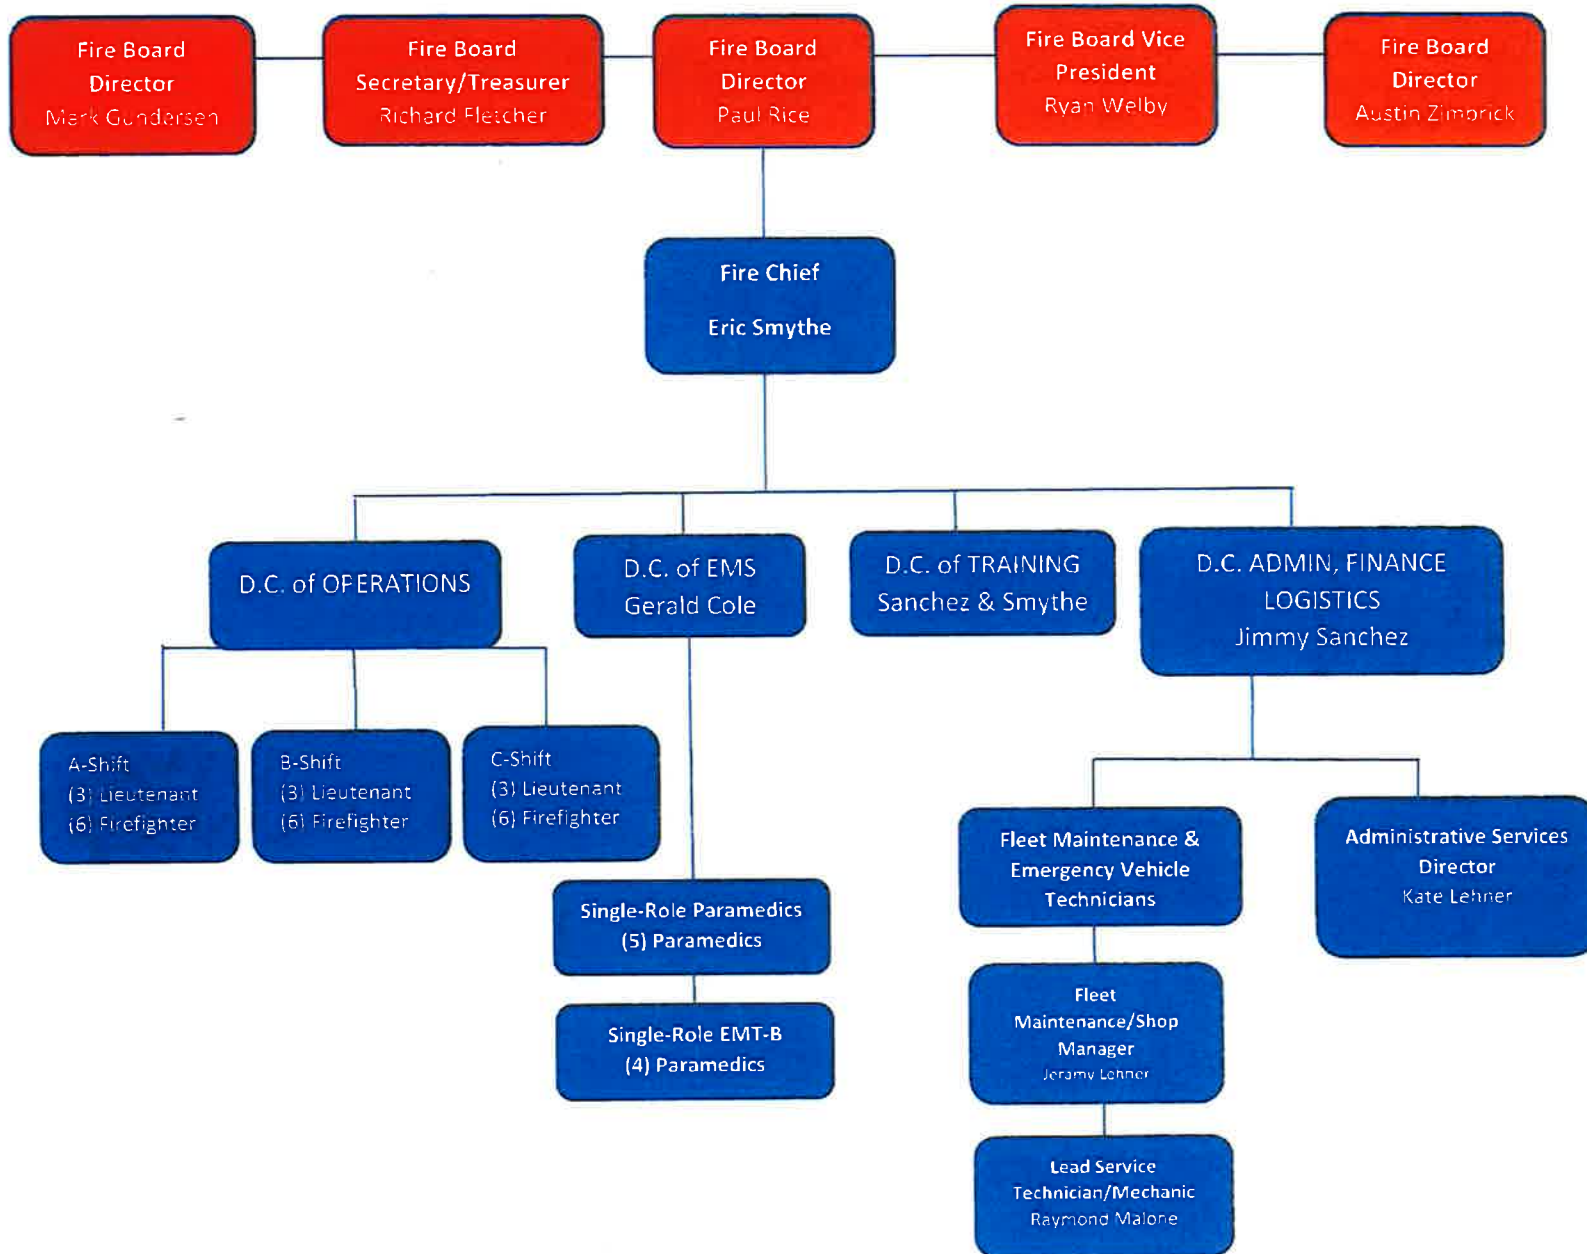 Fire Board
Director
Mark Gundersen
Fire Board
Secretary/Treasurer
Richard Fletcher
Fire Board
Director
Paul Rice
Fire Board Vice
President
Ryan Welby
Fire Board
Director
Austin Zimprick
Fire Chief
Eric Smythe
D.C. of OPERATIONS
D.C. of EMS
Gerald Cole
D.C. of TRAINING
Sanchez & Smythe
D.C. ADMIN, FINANCE
LOGISTICS
Jimmy Sanchez
A-Shift
(3) Lieutenant
(6) Firefighter
B-Shift
(3) Lieutenant
(6) Firefighter
C-Shift
(3) Lieutenant
(6) Firefighter
Single-Role Paramedics
(5) Paramedics
Single-Role EMT-B
(4) Paramedics
Fleet Maintenance &
Emergency Vehicle
Technicians
Administrative Services
Director
Kate Lehner
Fleet
Maintenance/Shop
Manager
Jeramy Lehner
Lead Service
Technician/Mechanic
Raymond Malone